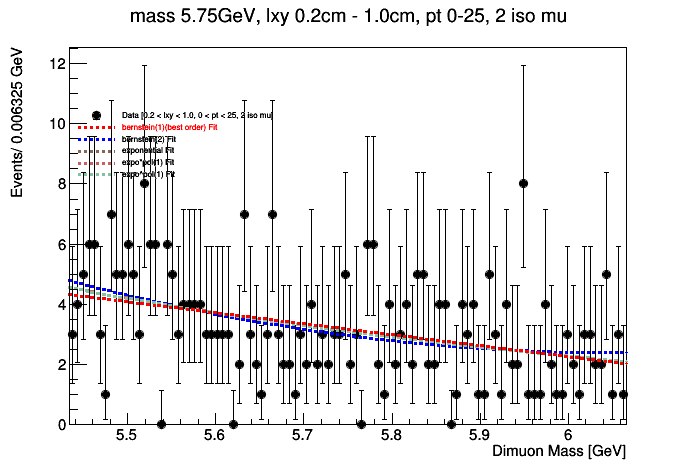 mass 5.75GeV, lxy 0.2cm - 1.0cm, pt 0-25, 2 iso mu
Events/ 0.006325 GeV
12
10
8
6
4
2
0
Data [0.2 < lxy < 1.0, 0 < pt < 25, 2 iso mu]
bernstein(1)(best order) Fit
bernstein(2) Fit
exponential Fit
expo*pol(1) Fit
expo*pol(1) Fit
5.5
5.6
5.7
5.8
5.9
6
Dimuon Mass [GeV]